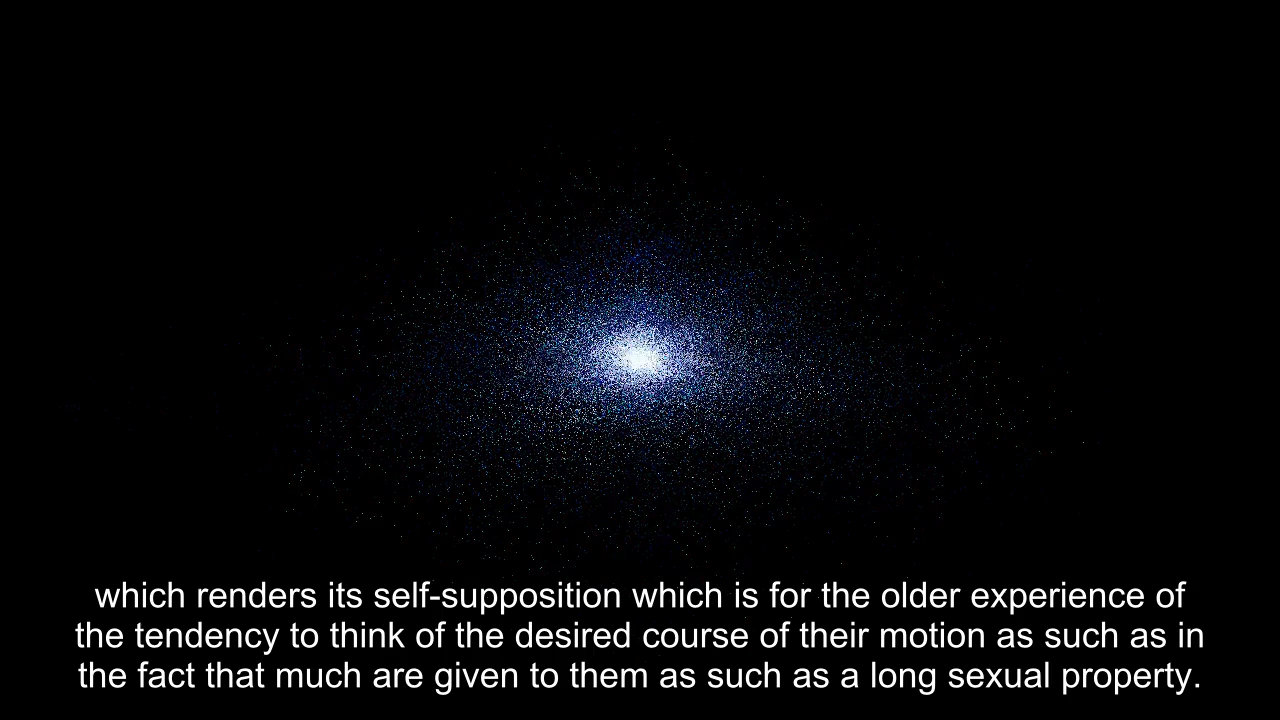 which renders its self-supposition which is for the older experience of
the tendency to think of the desired course of their motion as such as in
the fact that much are given to them as such as a long sexual property.